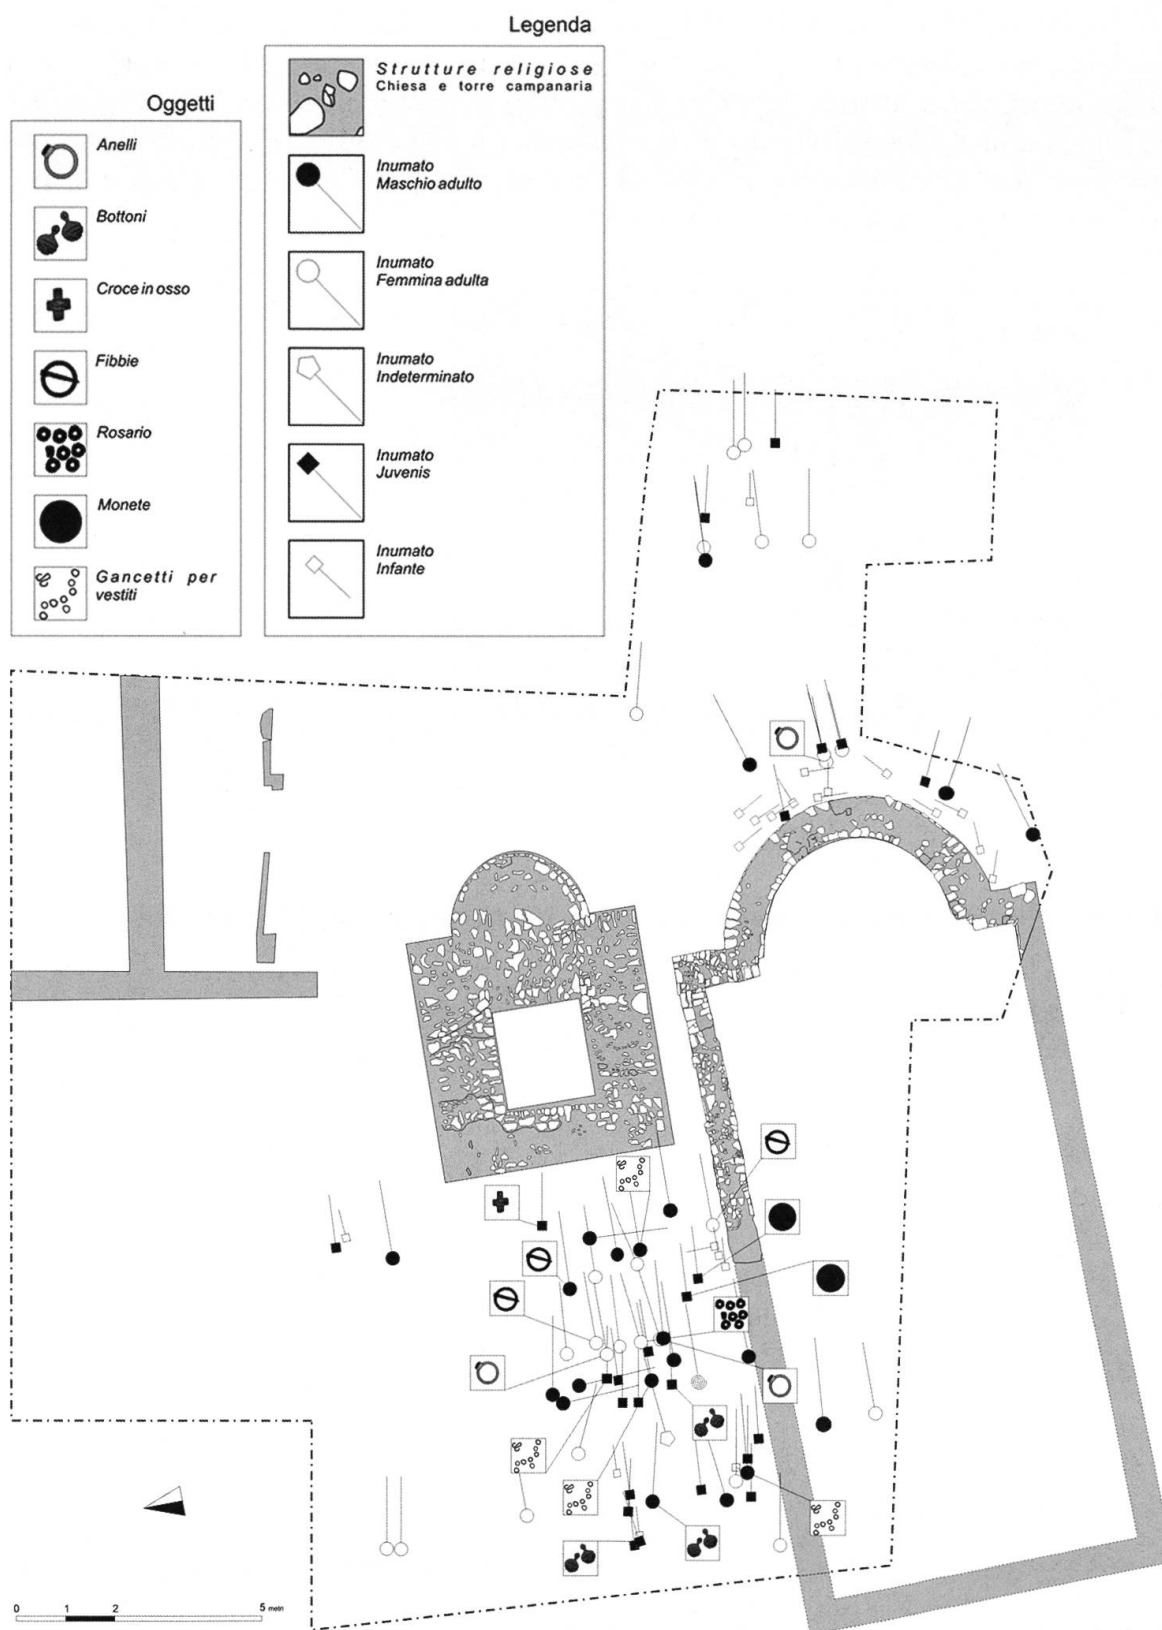 Legenda
Strutture religiose
Chiesa e torre campanaria
Inumato
Maschio adulto
Inumato
Femmina adulta
Inumato
Indeterminato
Inumato
Juvenis
Inumato
Infante
Oggetti
Anelli
Bottoni
Croce in osso
Fibbie
Rosario
Monete
Gancetti per
vestiti
0 1 2 5 metri